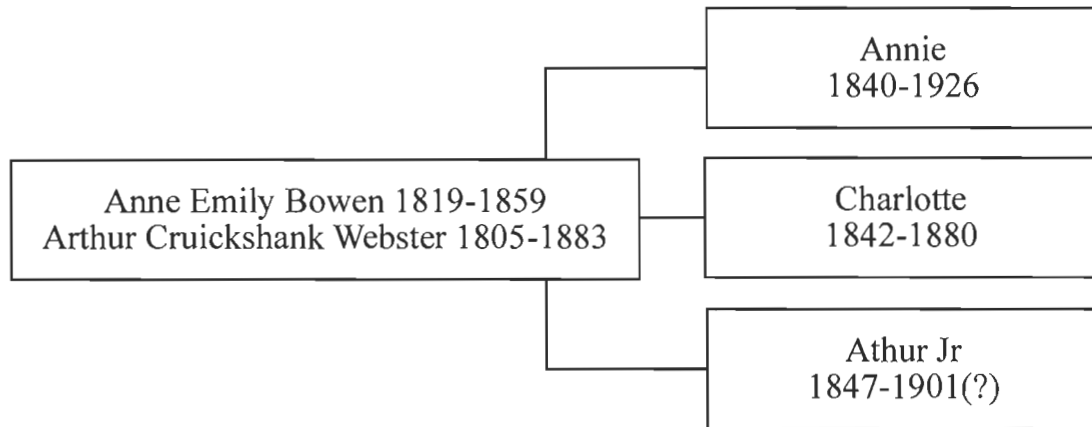 Annie
1840-1926
Anne Emily Bowen 1819-1859
Arthur Cruickshank Webster 1805-1883
Charlotte
1842-1880
Athur Jr
1847-1901(?)